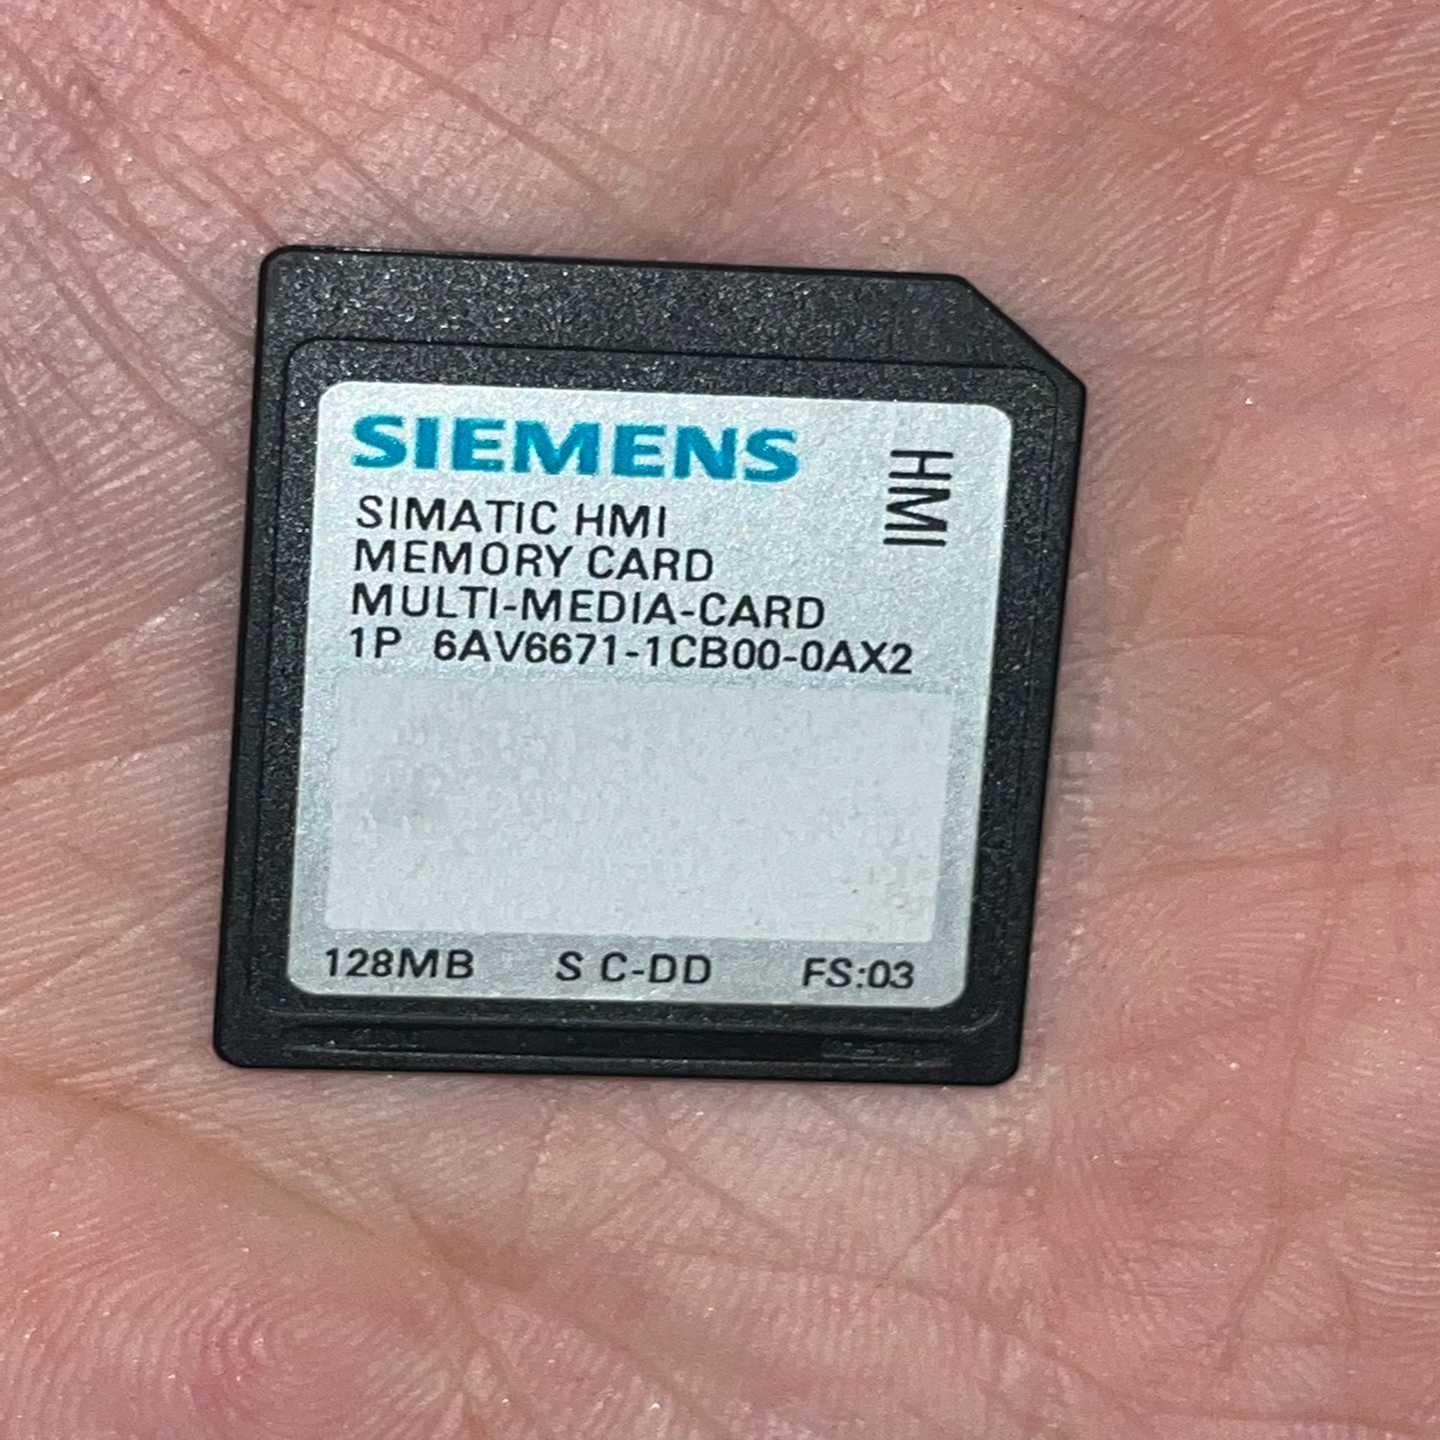 SIEMENS
HMI
SIMATIC HMI
MEMORY CARD
MULTI-MEDIA-CARD
1P 6AV6671-1CB00-0AX2
128MB S C-DD FS:03